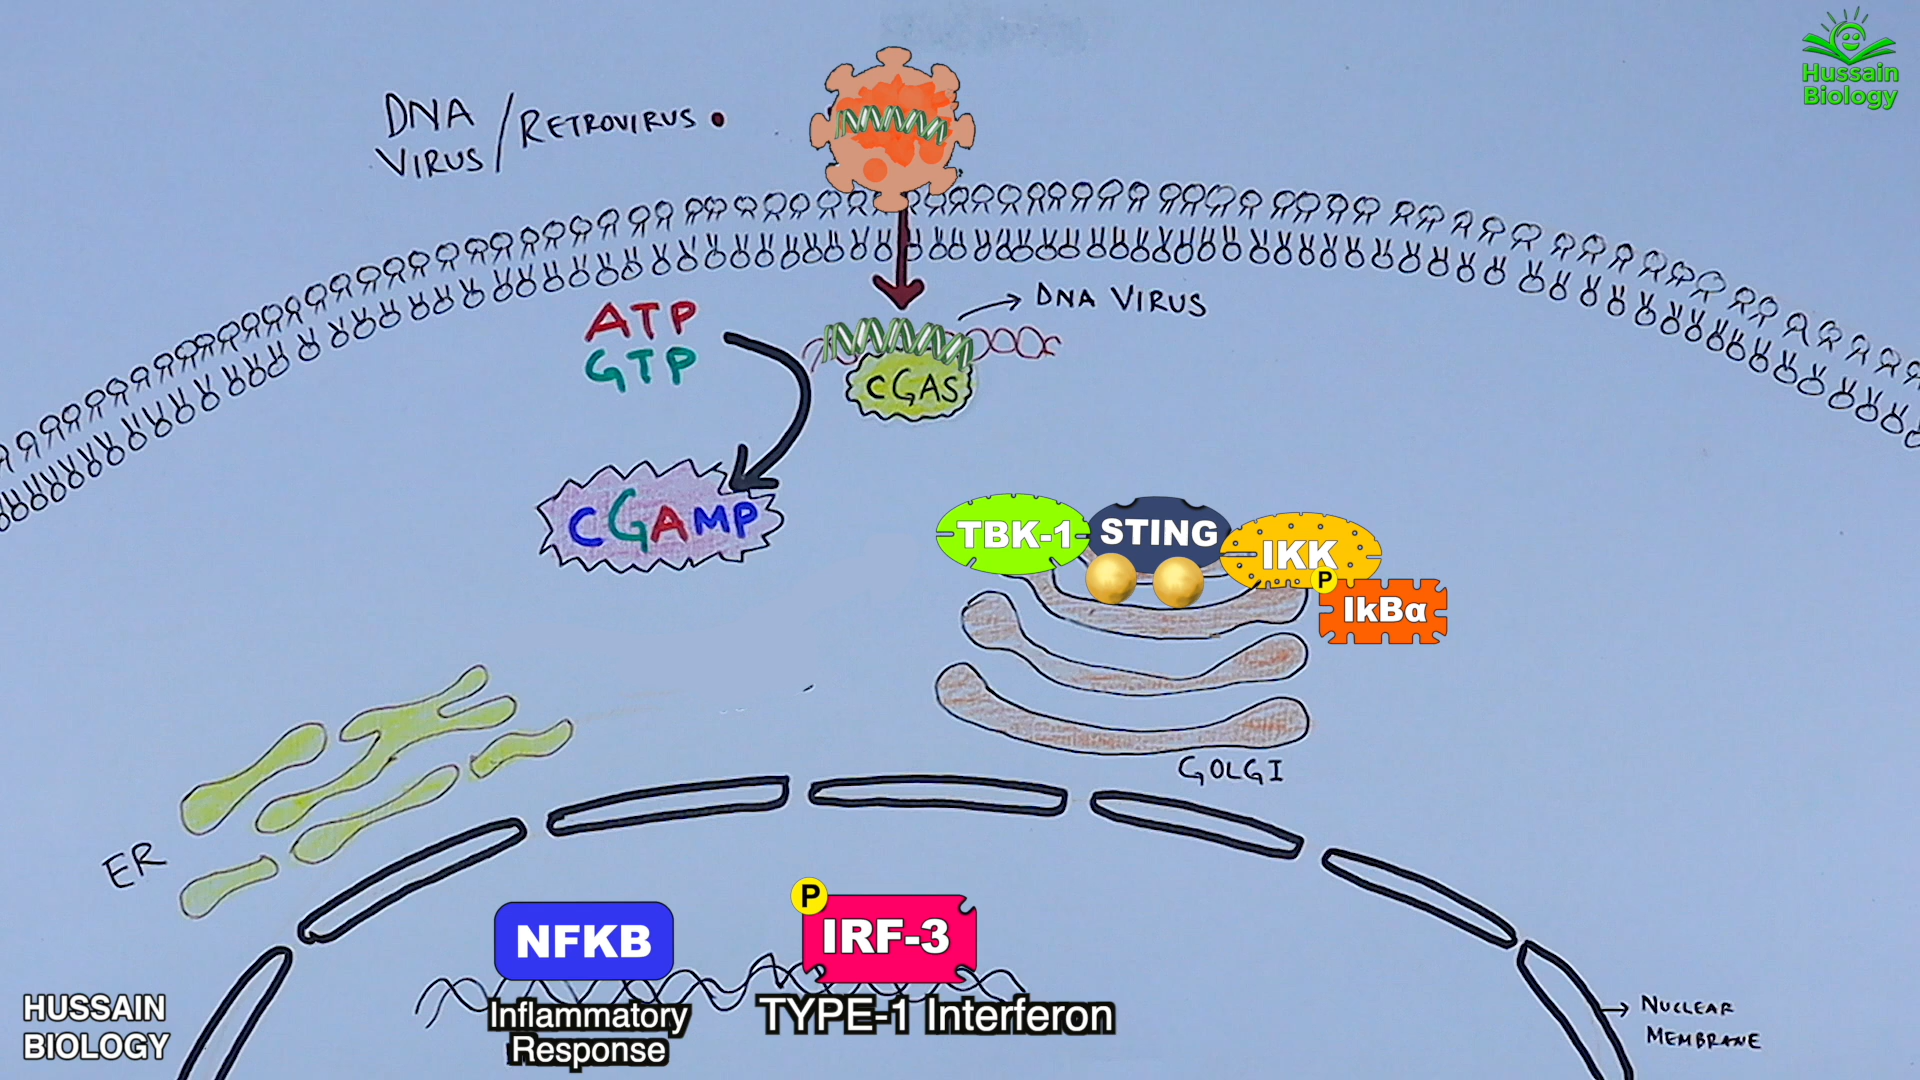 Hussain
Biology
DNA
VIRUS / RETROVIRUS
DNA VIRUS
ATP
GTP
cGAS
cGAMP
TBK-1
STING
IKK
P
IkBα
GOLGI
ER
P
NFKB
IRF-3
Inflammatory
Response
TYPE-1 Interferon
HUSSAIN
BIOLOGY
NUCLEAR
MEMBRANE